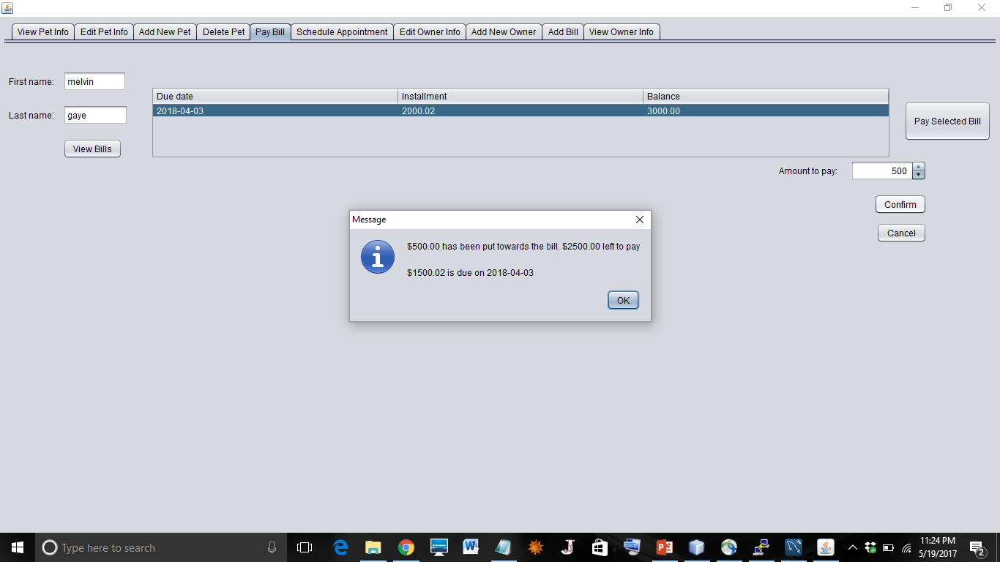 View Pet Info Edit Pet Info Add New Pet Delete Pet Pay Bill Schedule Appointment Edit Owner Info Add New Owner Add Bill View Owner Info
First name: melvin
Last name: gaye
View Bills
Due date Installment Balance
2018-04-03 2000.02 3000.00
Pay Selected Bill
Amount to pay: 500
Confirm
Cancel
Message
$500.00 has been put towards the bill. $2500.00 left to pay
$1500.02 is due on 2018-04-03
OK
Type here to search
11:24 PM
5/19/2017
2